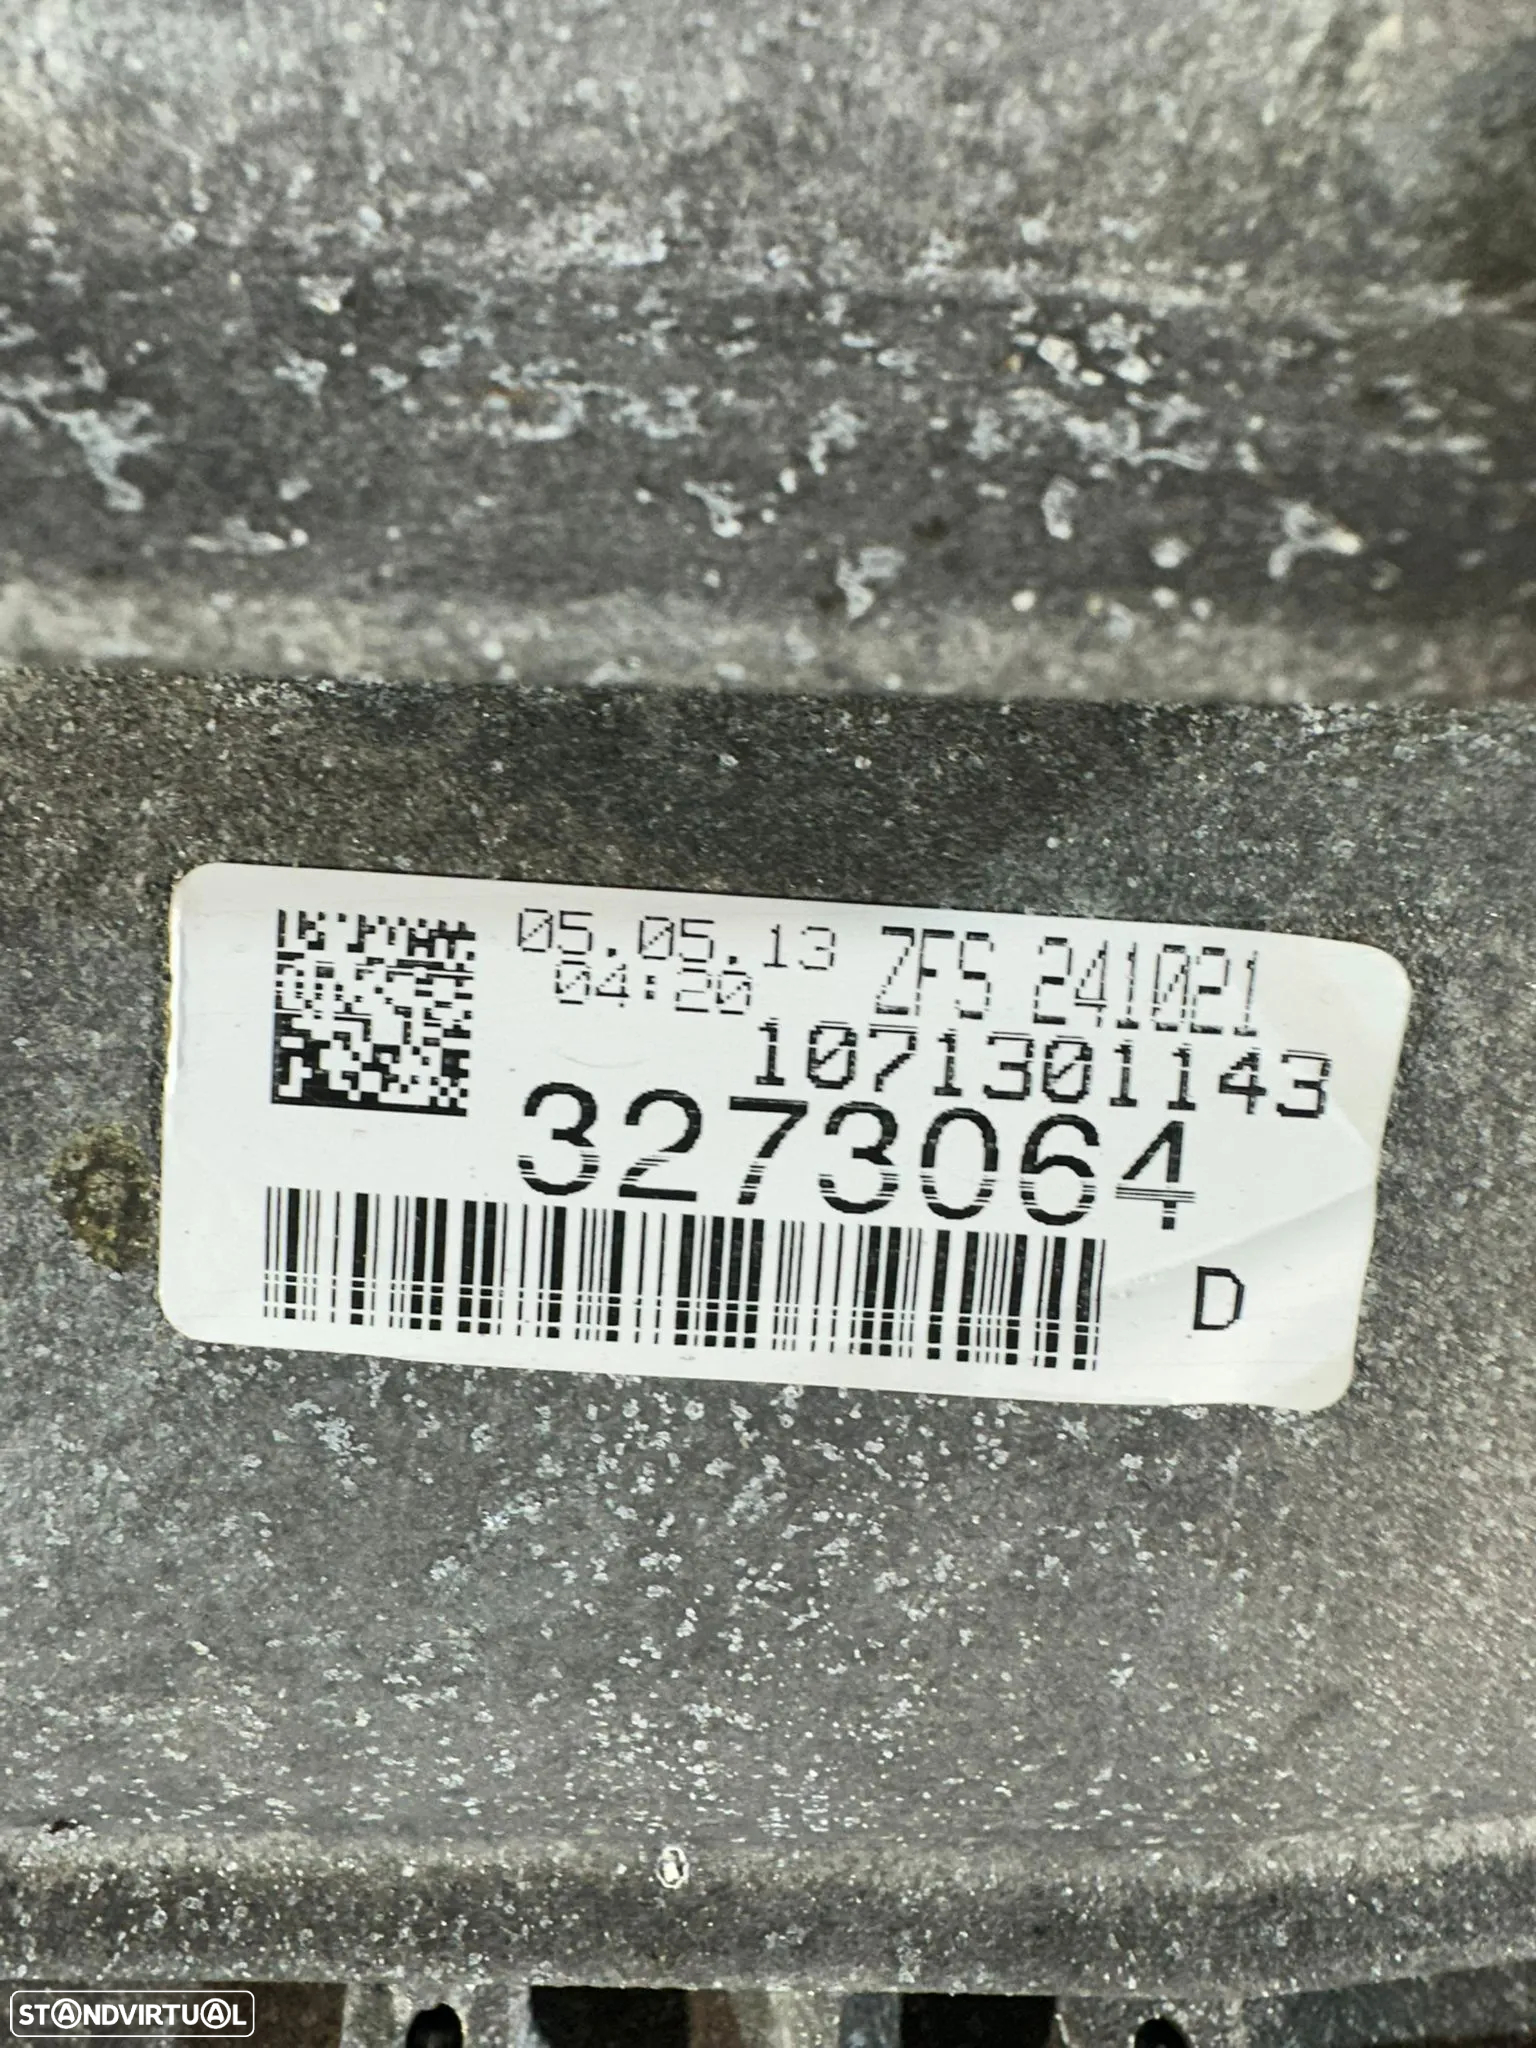 05.05.13 ZFS 241021
04:20
1071301143
3273064
D
STANDVIRTUAL